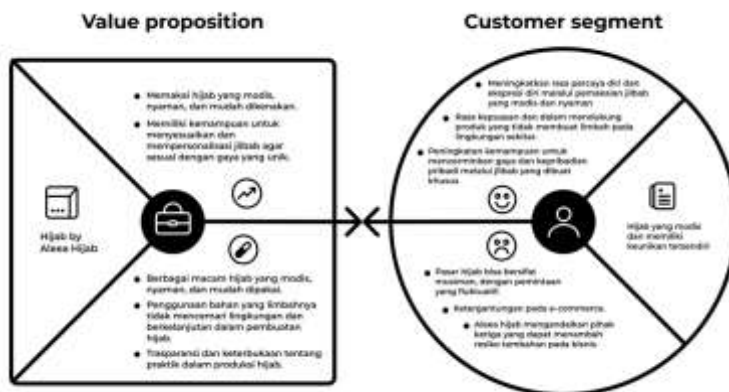 Value proposition
Customer segment
Memakai hijab yang modis,
nyaman, dan mudah dikenakan.
Memiliki kemampuan untuk
menyesuaikan dan
mempersonalisasi jilbab agar
sesuai dengan gaya yang unik.
Hijab by
Alexa Hijab
Berbagai macam hijab yang modis,
nyaman, dan mudah dipakai.
Penggunaan bahan yang limbahnya
tidak mencemari lingkungan dan
berkelanjutan dalam pembuatan
hijab.
Trasparansi dan keterbukaan tentang
praktik dalam produksi hijab.
Meningkatkan rasa percaya diri dan
ekspresi diri melalui pemakaian jilbab
yang modis dan nyaman
Rasa kepuasan dan dalam mendukung
produk yang tidak membuat limbah pada
lingkungan sekitar.
Peningkatan kemampuan untuk
mencerminkan gaya dan kepribadian
pribadi melalui jilbab yang dibuat
khusus
Hijab yang modis
dan memiliki
keunikan tersendiri
Pasar hijab bisa bersifat
musiman, dengan permintaan
yang fluktuatif.
Ketergantungan pada e-commerce.
Alexa hijab mengandalkan pihak
ketiga yang dapat menambah
resiko tambahan pada bisnis